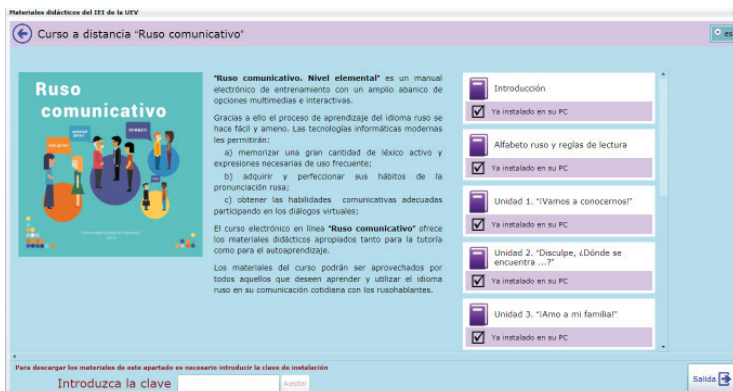 Materiales didácticos del IEI de la UEV
Curso a distancia "Ruso comunicativo"
es
Ruso
comunicativo
"Ruso comunicativo. Nivel elemental" es un manual
electrónico de entrenamiento con un amplio abanico de
opciones multimedias e interactivas.
Gracias a ello el proceso de aprendizaje del idioma ruso se
hace fácil y ameno. Las tecnologías informáticas modernas
les permitirán:
a) memorizar una gran cantidad de léxico activo y
expresiones necesarias de uso frecuente;
b) adquirir y perfeccionar sus hábitos de la
pronunciación rusa;
c) obtener las habilidades comunicativas adecuadas
participando en los diálogos virtuales;
El curso electrónico en línea "Ruso comunicativo" ofrece
los materiales didácticos apropiados tanto para la tutoría
como para el autoaprendizaje.
Los materiales del curso podrán ser aprovechados por
todos aquellos que deseen aprender y utilizar el idioma
ruso en su comunicación cotidiana con los rusohablantes.
Introducción
Ya instalado en su PC
Alfabeto ruso y reglas de lectura
Ya instalado en su PC
Unidad 1. "¡Vamos a conocernos!"
Ya instalado en su PC
Unidad 2. "Disculpe, ¿Dónde se
encuentra ...?"
Ya instalado en su PC
Unidad 3. "¡Amo a mi familia!"
Ya instalado en su PC
Para descargar los materiales de este apartado es necesario introducir la clave de instalación
Introduzca la clave
Aceptar
Salida